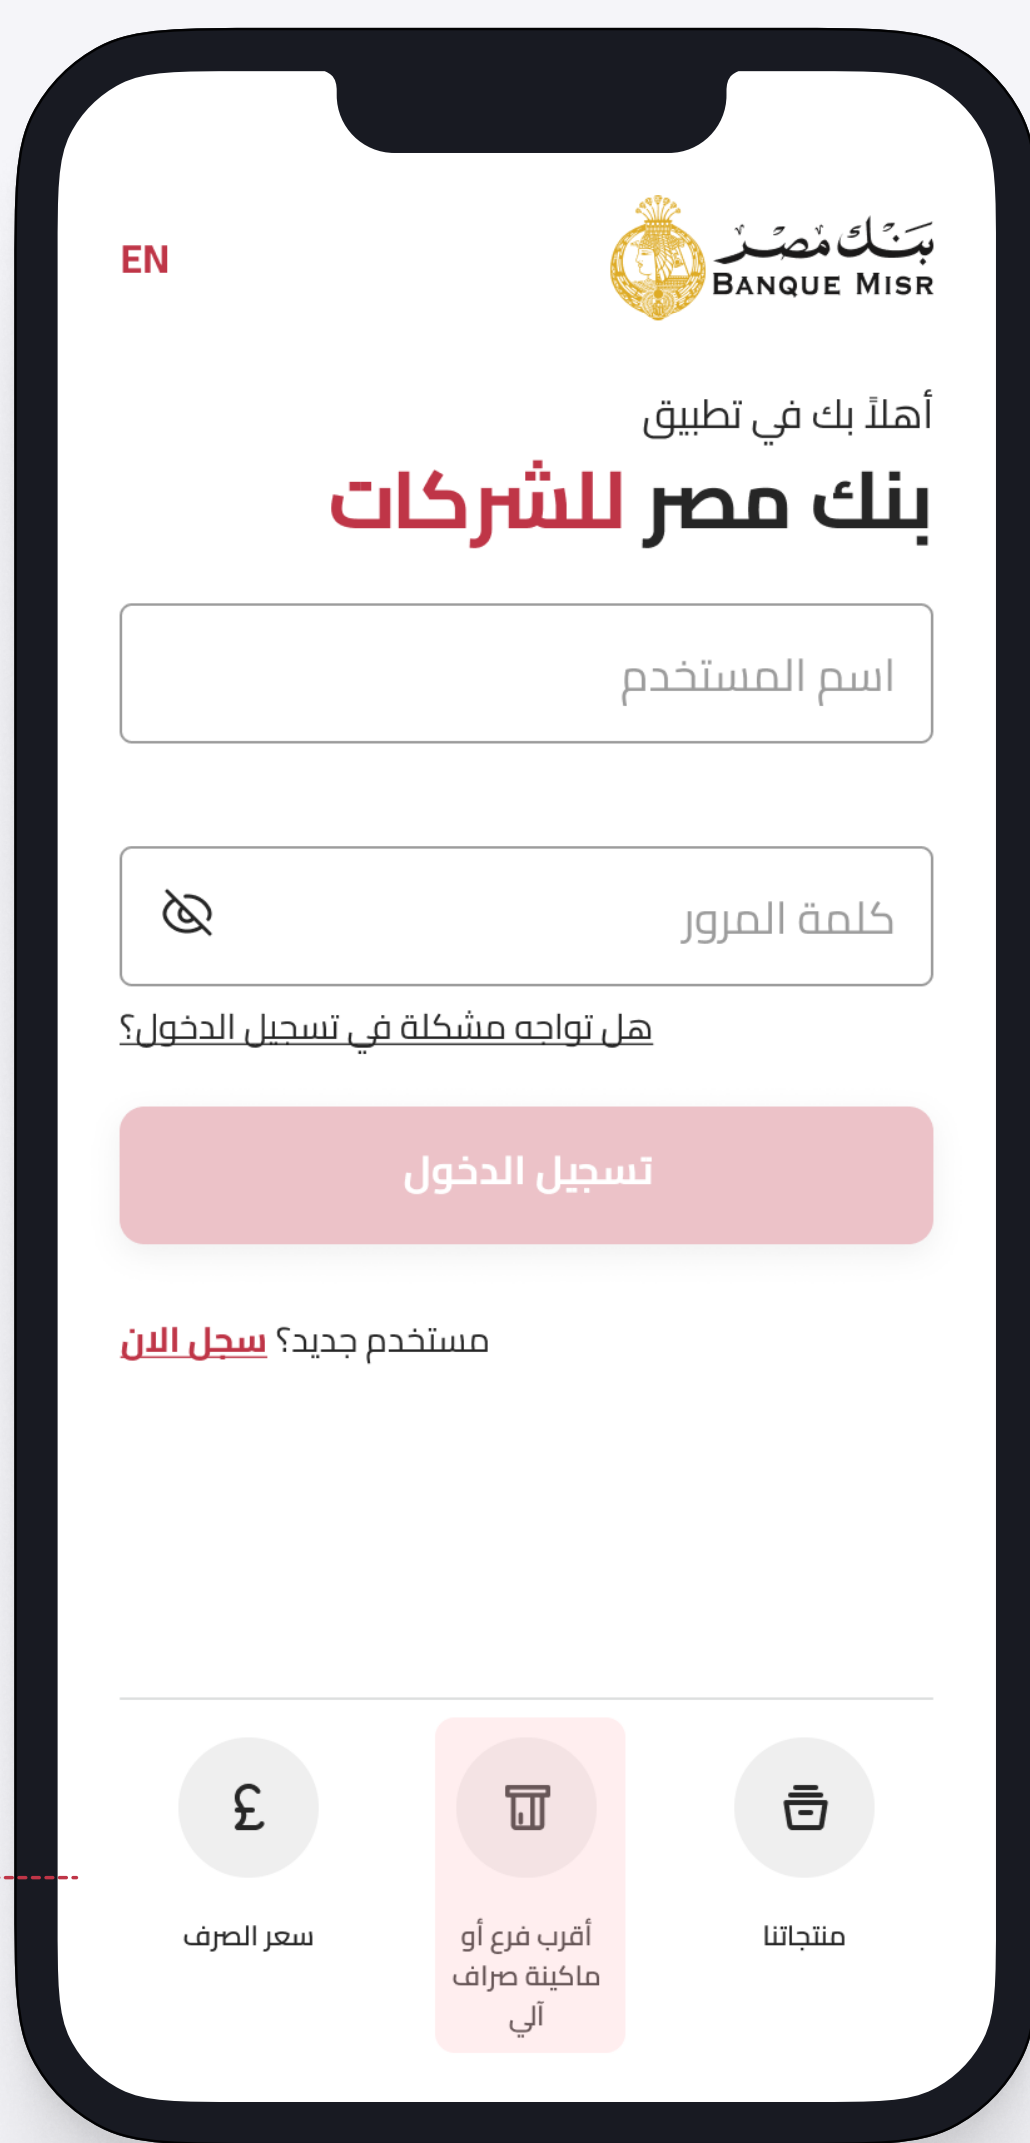 بنك مصر
BANQUE MISR
EN
أهلاً بك في تطبيق
بنك مصر للشركات
اسم المستخدم
كلمة المرور
هل تواجه مشكلة في تسجيل الدخول؟
تسجيل الدخول
مستخدم جديد؟ سجل الان
منتجاتنا
أقرب فرع أو
ماكينة صراف
آلي
سعر الصرف